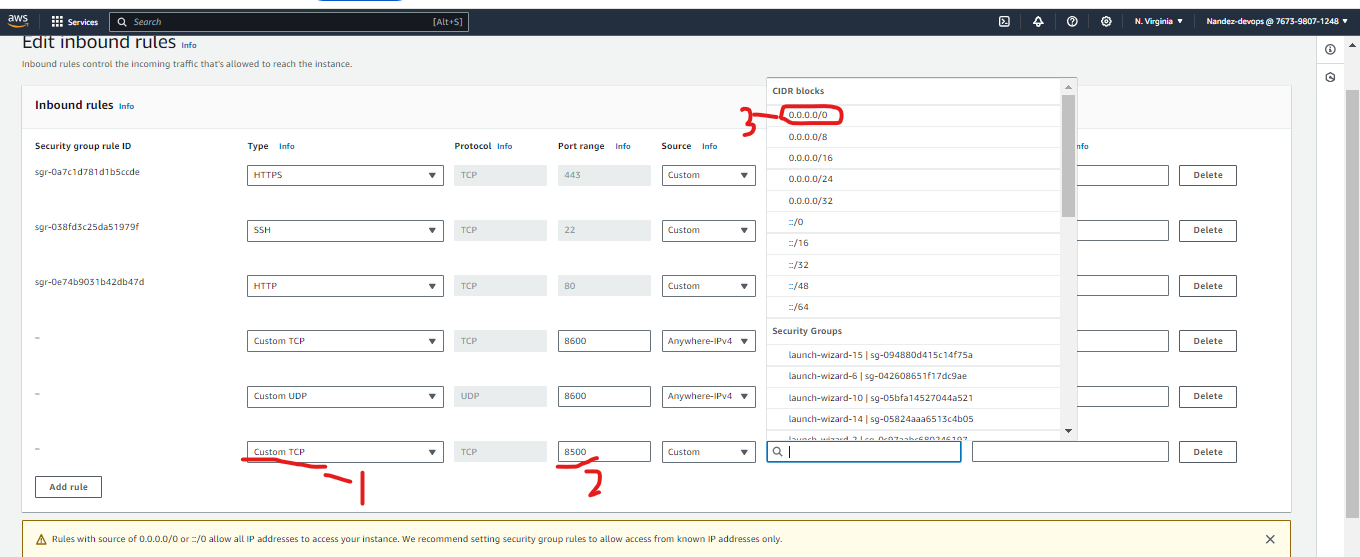 aws Services Search [Alt+S] N. Virginia Nandez-devops @ 7673-9807-1248
Edit inbound rules Info
Inbound rules control the incoming traffic that's allowed to reach the instance.
Inbound rules Info
Security group rule ID Type Info Protocol Info Port range Info Source Info nfo
sgr-0a7c1d781d1b5ccde HTTPS TCP 443 Custom Delete
sgr-038fd3c25da51979f SSH TCP 22 Custom Delete
sgr-0e74b9031b42db47d HTTP TCP 80 Custom Delete
– Custom TCP TCP 8600 Anywhere-IPv4 Delete
– Custom UDP UDP 8600 Anywhere-IPv4 Delete
– Custom TCP TCP 8500 Custom Delete
1 2
Add rule
CIDR blocks
3 0.0.0.0/0
0.0.0.0/8
0.0.0.0/16
0.0.0.0/24
0.0.0.0/32
::/0
::/16
::/32
::/48
::/64
Security Groups
launch-wizard-15 | sg-094880d415c14f75a
launch-wizard-6 | sg-042608651f17dc9ae
launch-wizard-10 | sg-05bfa14527044a521
launch-wizard-14 | sg-05824aaa6513c4b05
Rules with source of 0.0.0.0/0 or ::/0 allow all IP addresses to access your instance. We recommend setting security group rules to allow access from known IP addresses only.